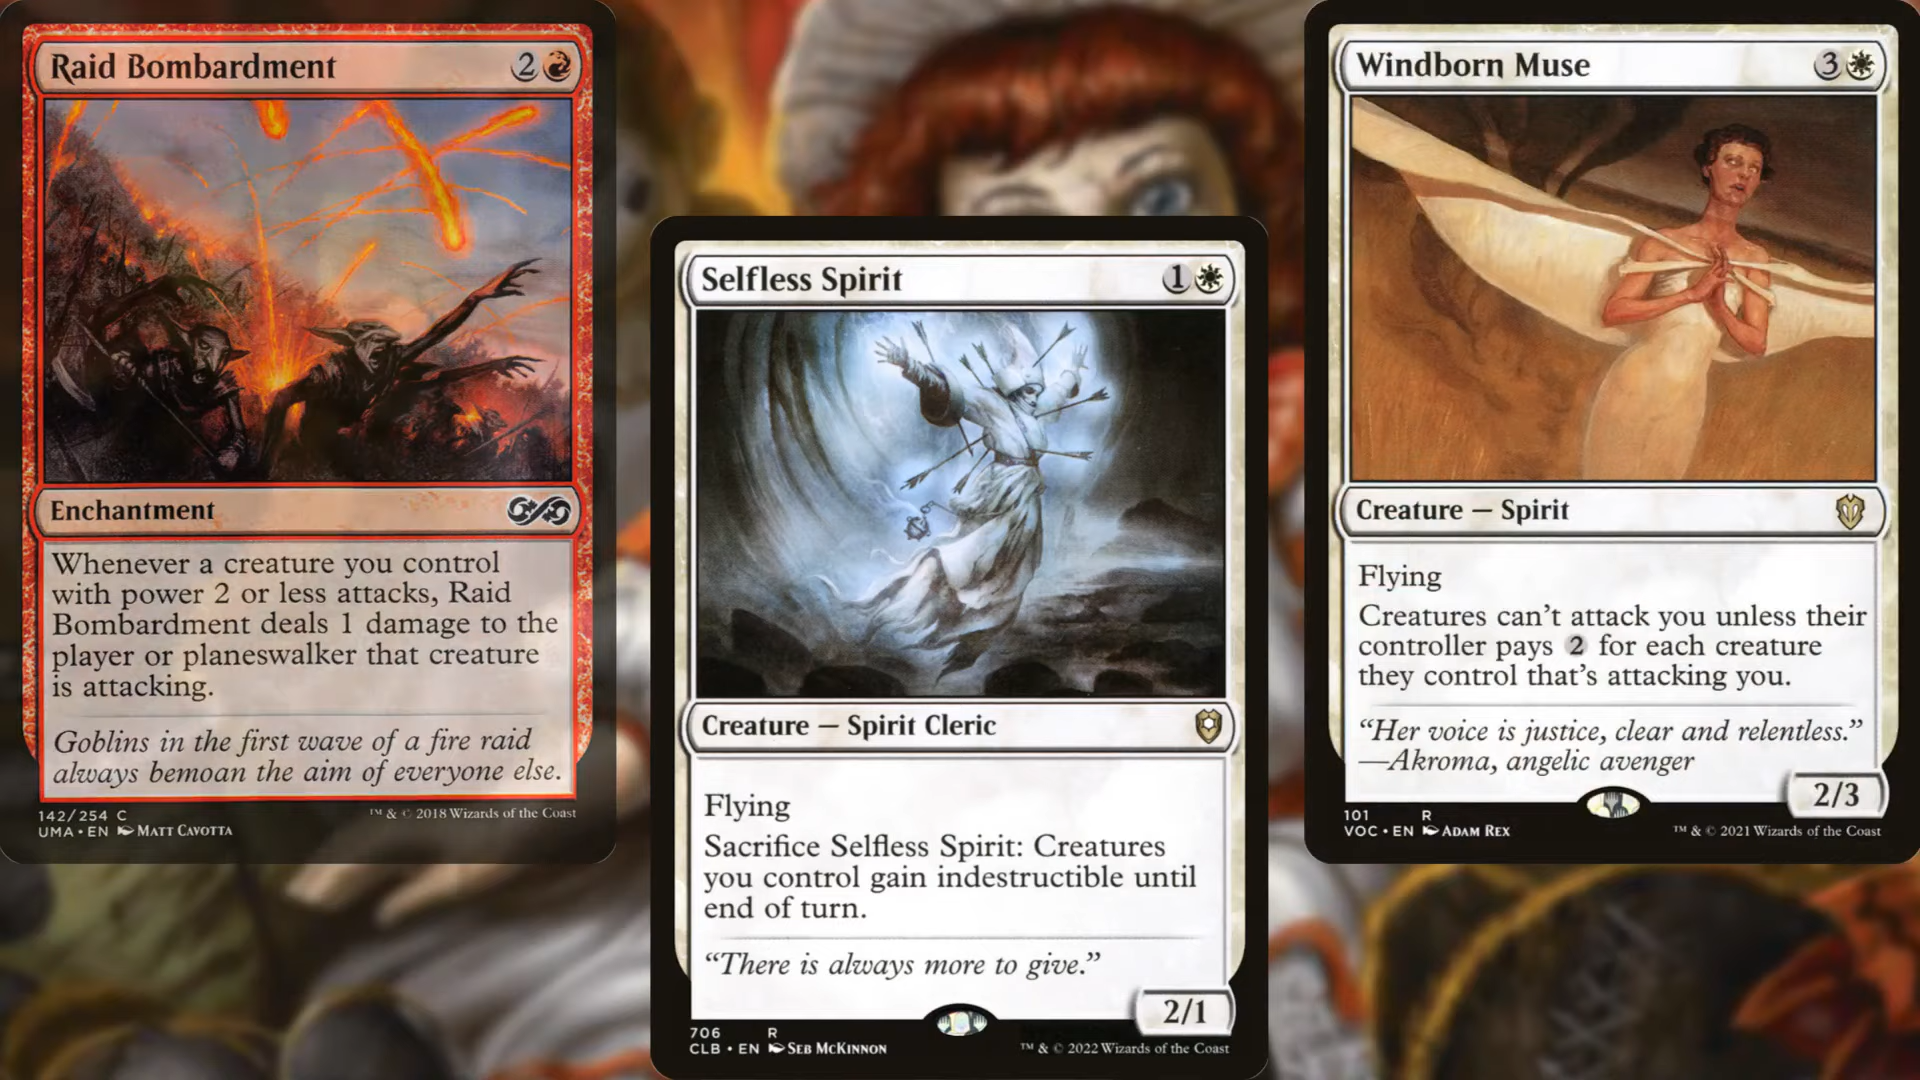 Raid Bombardment 2
Enchantment
Whenever a creature you control
with power 2 or less attacks, Raid
Bombardment deals 1 damage to the
player or planeswalker that creature
is attacking.
Goblins in the first wave of a fire raid
always bemoan the aim of everyone else.
142/254 C
UMA • EN MATT CAVOTTA
™ & © 2018 Wizards of the Coast
Selfless Spirit 1
Creature — Spirit Cleric
Flying
Sacrifice Selfless Spirit: Creatures
you control gain indestructible until
end of turn.
“There is always more to give.”
2/1
706 R
CLB • EN SEB MCKINNON
™ & © 2022 Wizards of the Coast
Windborn Muse 3
Creature — Spirit
Flying
Creatures can’t attack you unless their
controller pays 2 for each creature
they control that’s attacking you.
“Her voice is justice, clear and relentless.”
—Akroma, angelic avenger
2/3
101 R
VOC • EN ADAM REX
™ & © 2021 Wizards of the Coast